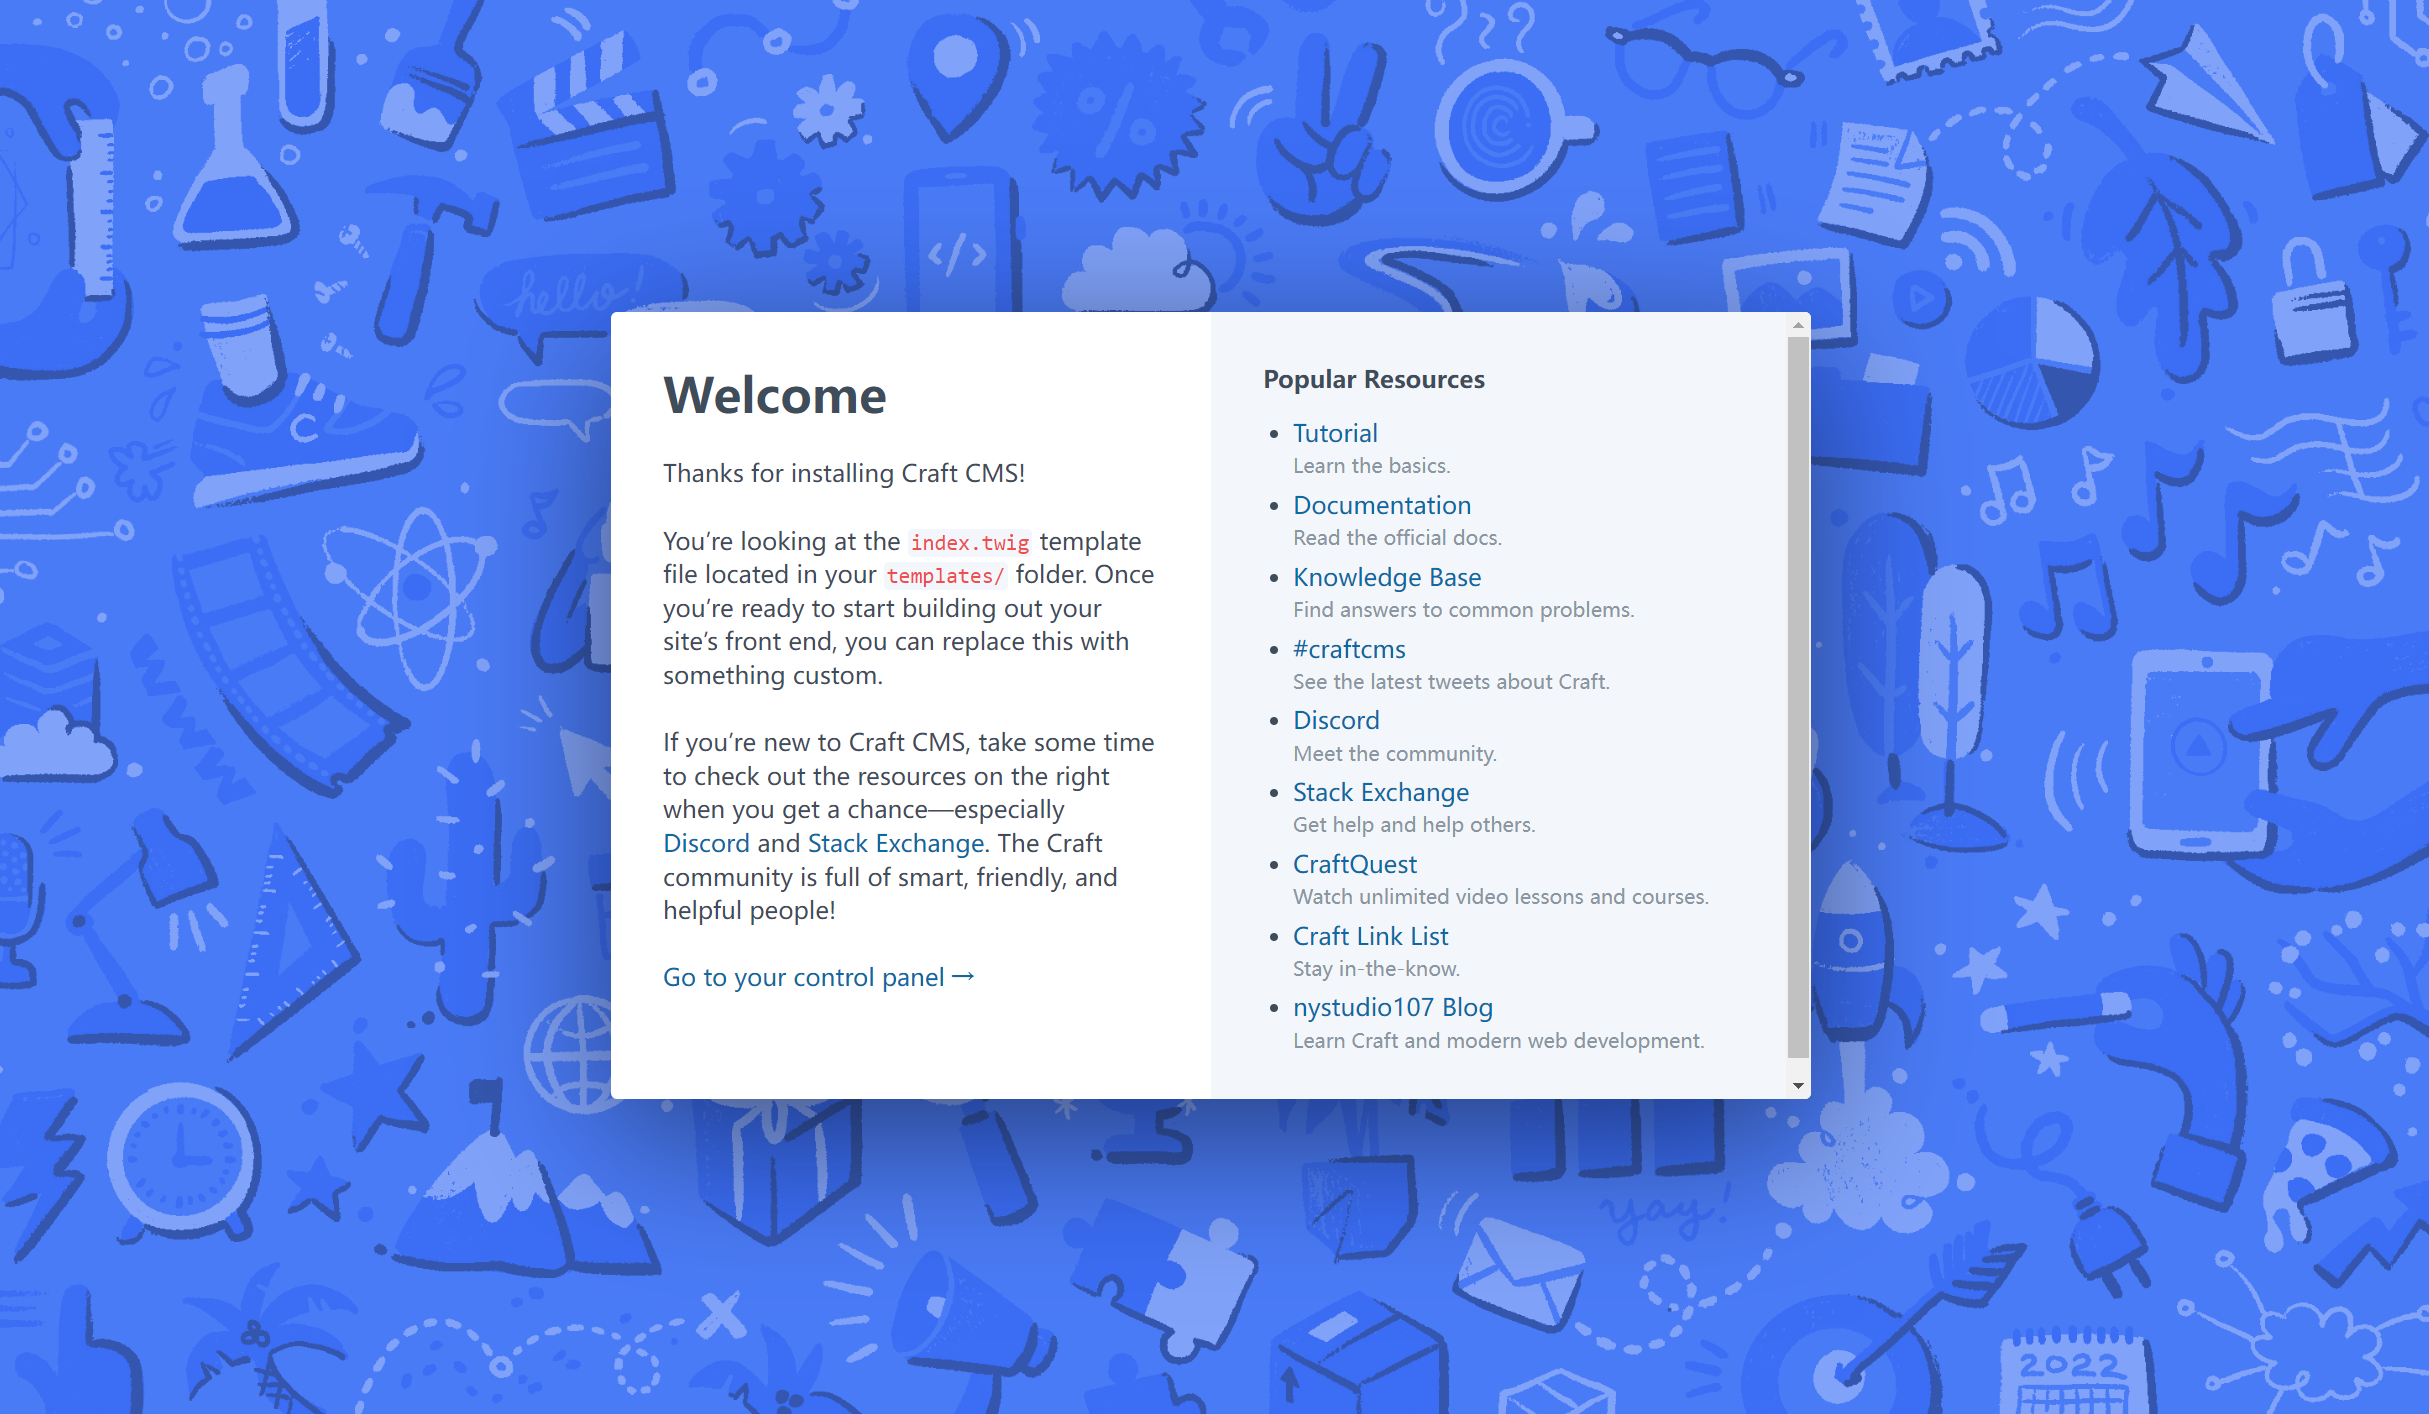 hello!
Welcome
Thanks for installing Craft CMS!
You’re looking at the index.twig template
file located in your templates/ folder. Once
you’re ready to start building out your
site’s front end, you can replace this with
something custom.
If you’re new to Craft CMS, take some time
to check out the resources on the right
when you get a chance—especially
Discord and Stack Exchange. The Craft
community is full of smart, friendly, and
helpful people!
Go to your control panel →
Popular Resources
• Tutorial
Learn the basics.
• Documentation
Read the official docs.
• Knowledge Base
Find answers to common problems.
• #craftcms
See the latest tweets about Craft.
• Discord
Meet the community.
• Stack Exchange
Get help and help others.
• CraftQuest
Watch unlimited video lessons and courses.
• Craft Link List
Stay in-the-know.
• nystudio107 Blog
Learn Craft and modern web development.
C
</>
%
yay!
2022